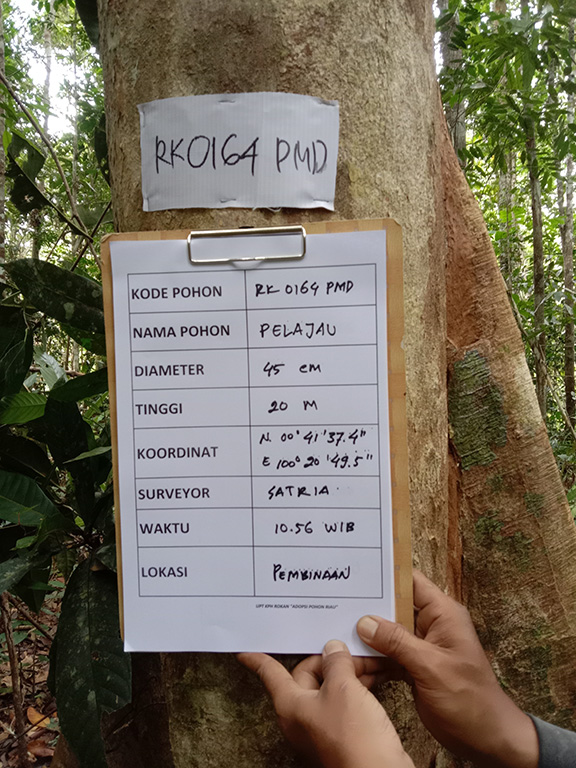 RK0164 PMD
KODE POHON RK 0164 PMD
NAMA POHON PELAJAU
DIAMETER 45 cm
TINGGI 20 M
KOORDINAT N. 00° 41' 37.4"
E 100° 20' 49.5"
SURVEYOR SATRIA.
WAKTU 10.56 WIB
LOKASI PEMBINAAN
UPT KPH ROKAN "ADOPSI POHON RIAU"